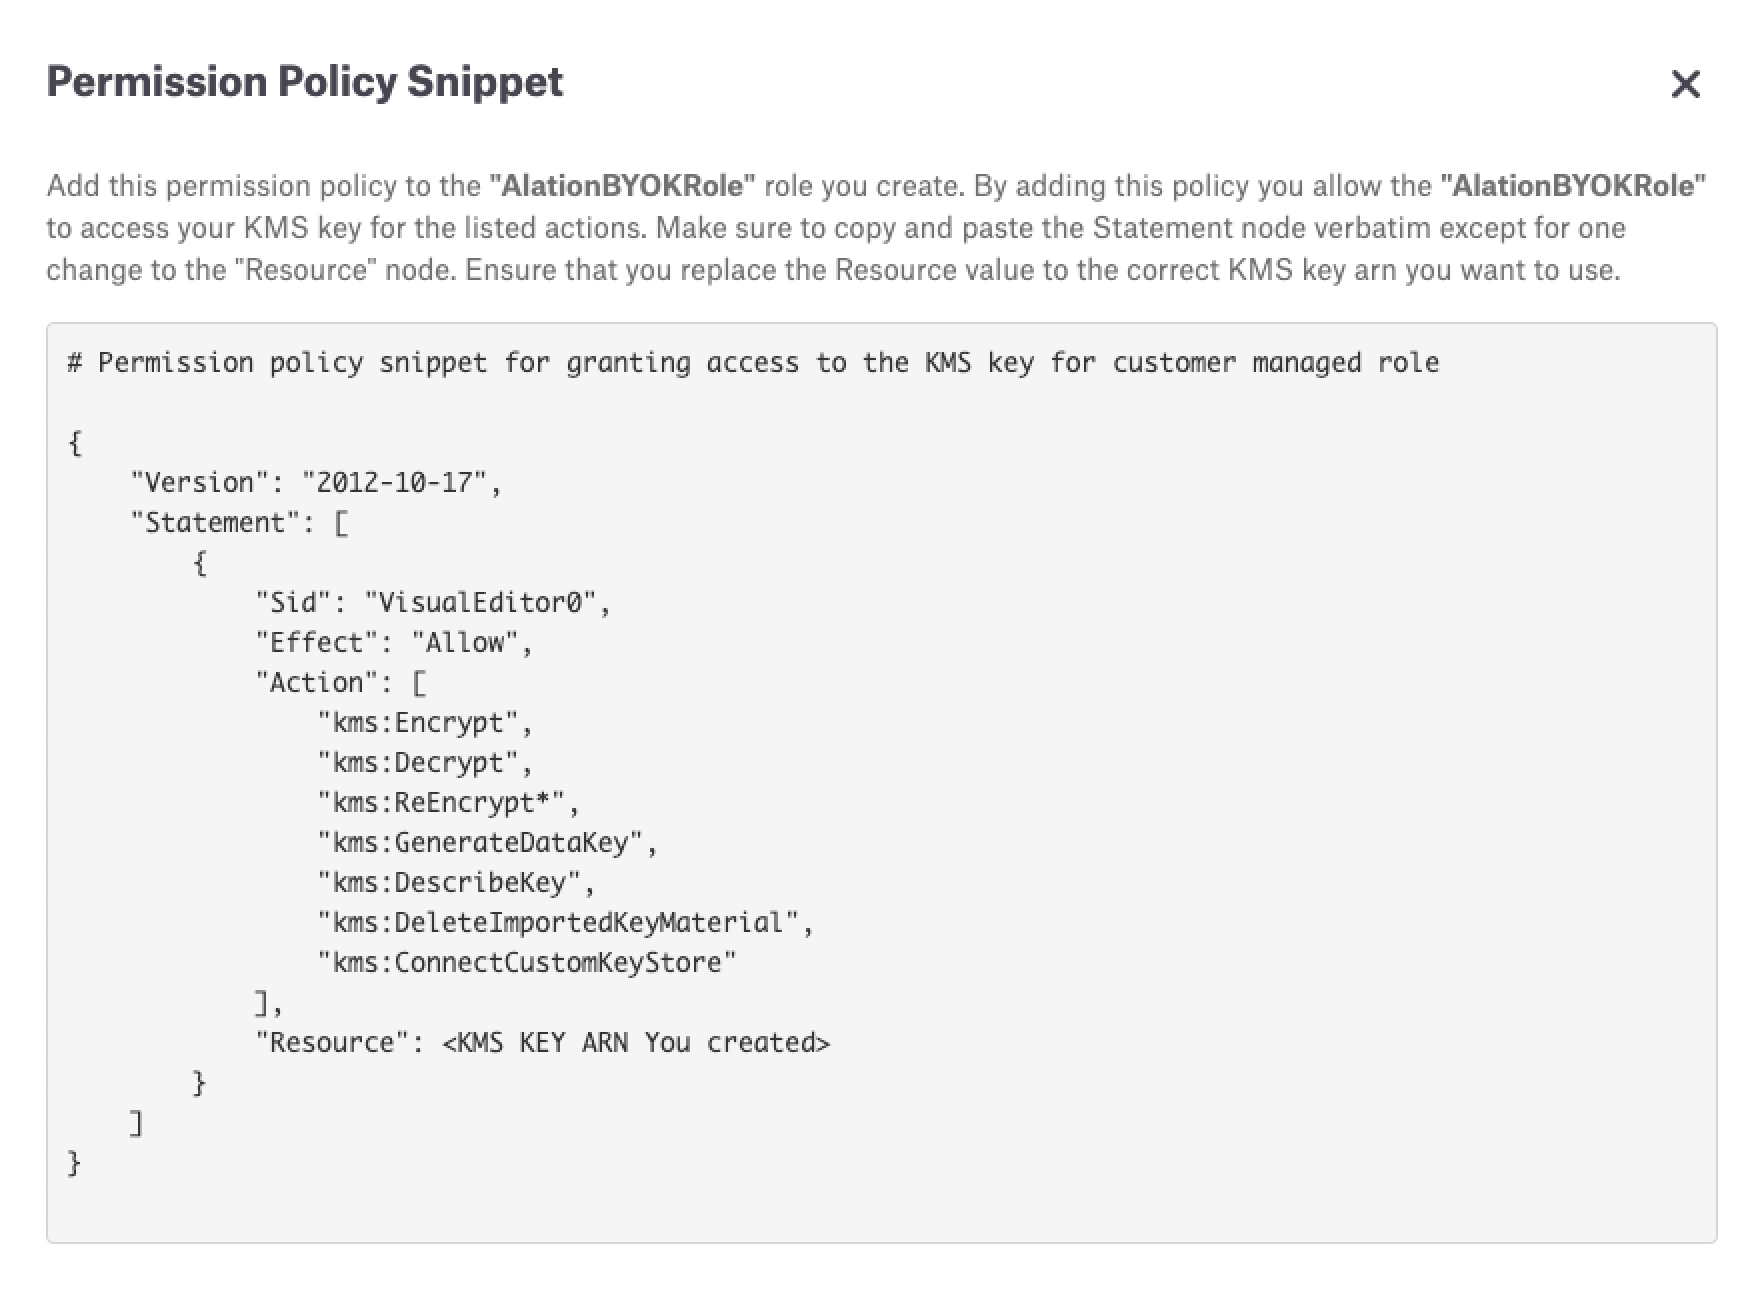 Permission Policy Snippet
Add this permission policy to the "AlationBYOKRole" role you create. By adding this policy you allow the "AlationBYOKRole"
to access your KMS key for the listed actions. Make sure to copy and paste the Statement node verbatim except for one
change to the "Resource" node. Ensure that you replace the Resource value to the correct KMS key arn you want to use.
# Permission policy snippet for granting access to the KMS key for customer managed role
{
    "Version": "2012-10-17",
    "Statement": [
        {
            "Sid": "VisualEditor0",
            "Effect": "Allow",
            "Action": [
                "kms:Encrypt",
                "kms:Decrypt",
                "kms:ReEncrypt*",
                "kms:GenerateDataKey",
                "kms:DescribeKey",
                "kms:DeleteImportedKeyMaterial",
                "kms:ConnectCustomKeyStore"
            ],
            "Resource": <KMS KEY ARN You created>
        }
    ]
}